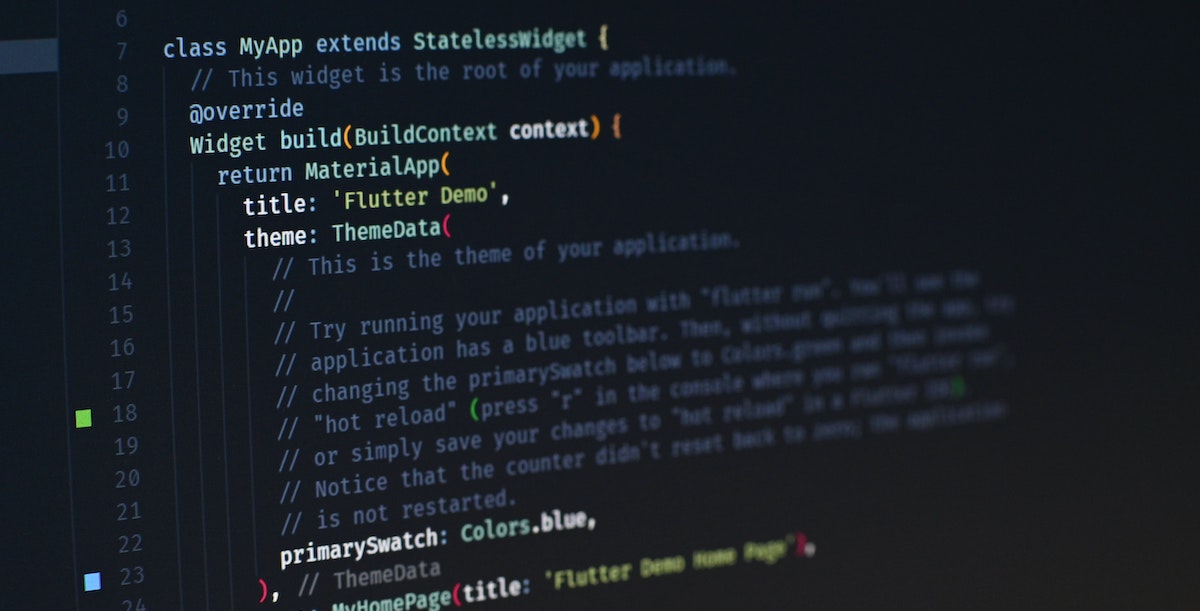 6
7 class MyApp extends StatelessWidget {
8 // This widget is the root of your application.
9 @override
10 Widget build(BuildContext context) {
11 return MaterialApp(
12 title: 'Flutter Demo',
13 theme: ThemeData(
14 // This is the theme of your application.
15 //
16 // Try running your application with "flutter run". You'll see the
17 // application has a blue toolbar. Then, without quitting the app, try
18 // changing the primarySwatch below to Colors.green and then invoke
19 // "hot reload" (press "r" in the console where you ran "flutter run",
20 // or simply save your changes to "hot reload" in a Flutter IDE).
21 // Notice that the counter didn't reset back to zero; the application
22 // is not restarted.
23 primarySwatch: Colors.blue,
24 ), // ThemeData
MyHomePage(title: 'Flutter Demo Home Page'),